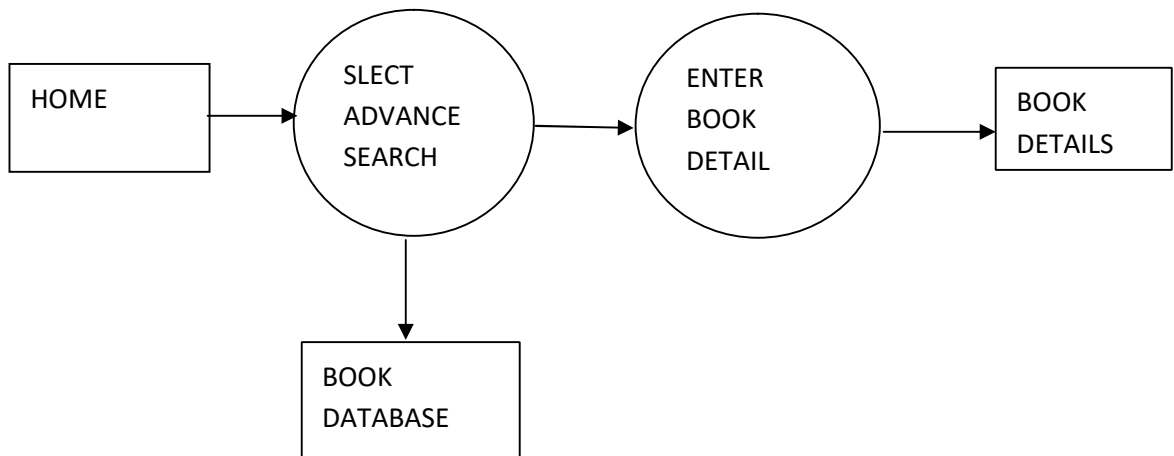 HOME
SLECT
ADVANCE
SEARCH
ENTER
BOOK
DETAIL
BOOK
DETAILS
BOOK
DATABASE